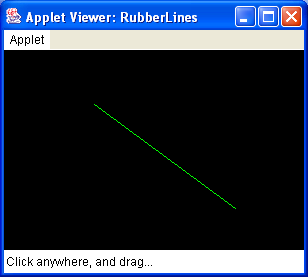 Applet Viewer: RubberLines
Applet
Click anywhere, and drag...